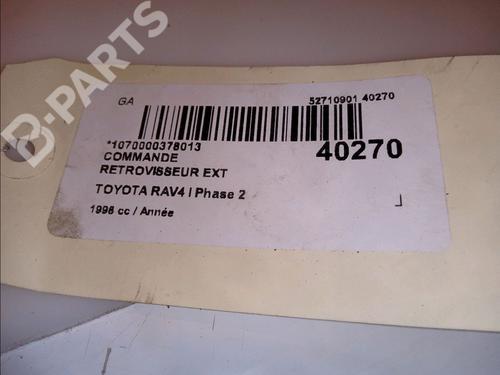 B-PARTS
GA
52710901 40270
*1070000378013
40270
COMMANDE
RETROVISSEUR EXT
TOYOTA RAV4 I Phase 2
1998 cc / Année